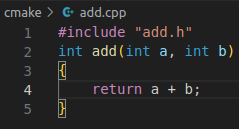 cmake > add.cpp
1 #include "add.h"
2 int add(int a, int b)
3 {
4     return a + b;
5 }